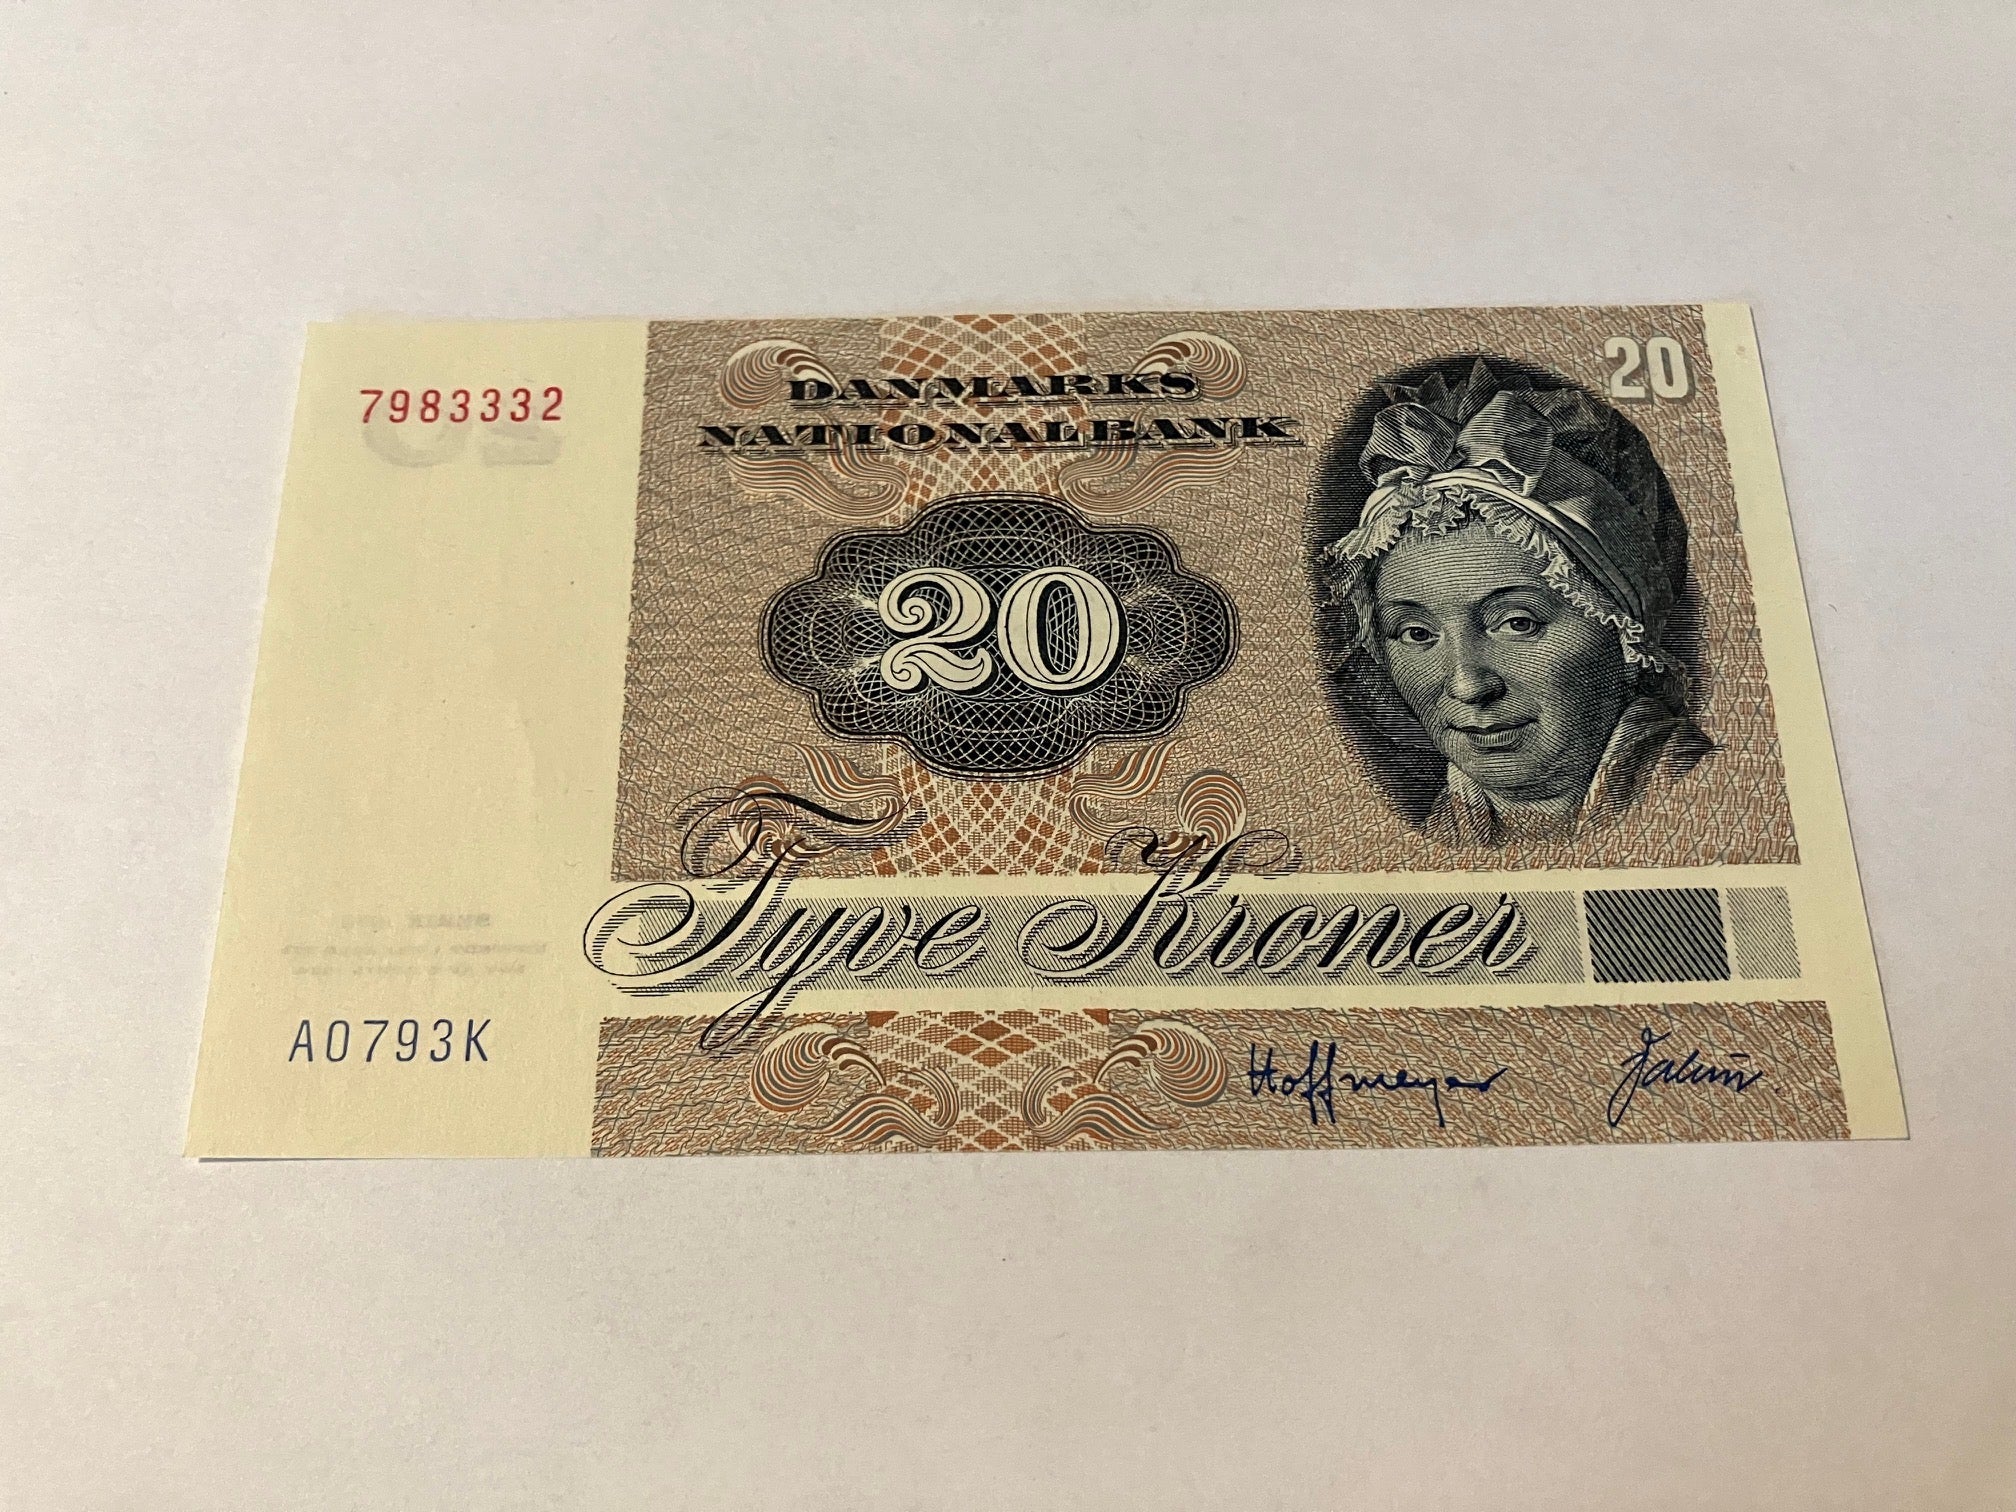 7983332
DANMARKS
NATIONALBANK
20
20
Tyve Kroner
A0793K
Hoffmeyer